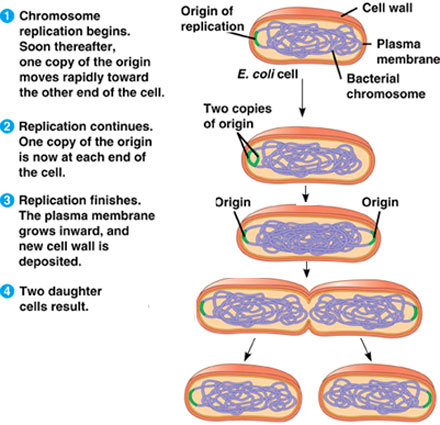 1 Chromosome
replication begins.
Soon thereafter,
one copy of the origin
moves rapidly toward
the other end of the cell.
Origin of
replication
Cell wall
Plasma
membrane
E. coli cell
Bacterial
chromosome
2 Replication continues.
One copy of the origin
is now at each end of
the cell.
Two copies
of origin
3 Replication finishes.
The plasma membrane
grows inward, and
new cell wall is
deposited.
Origin
Origin
4 Two daughter
cells result.